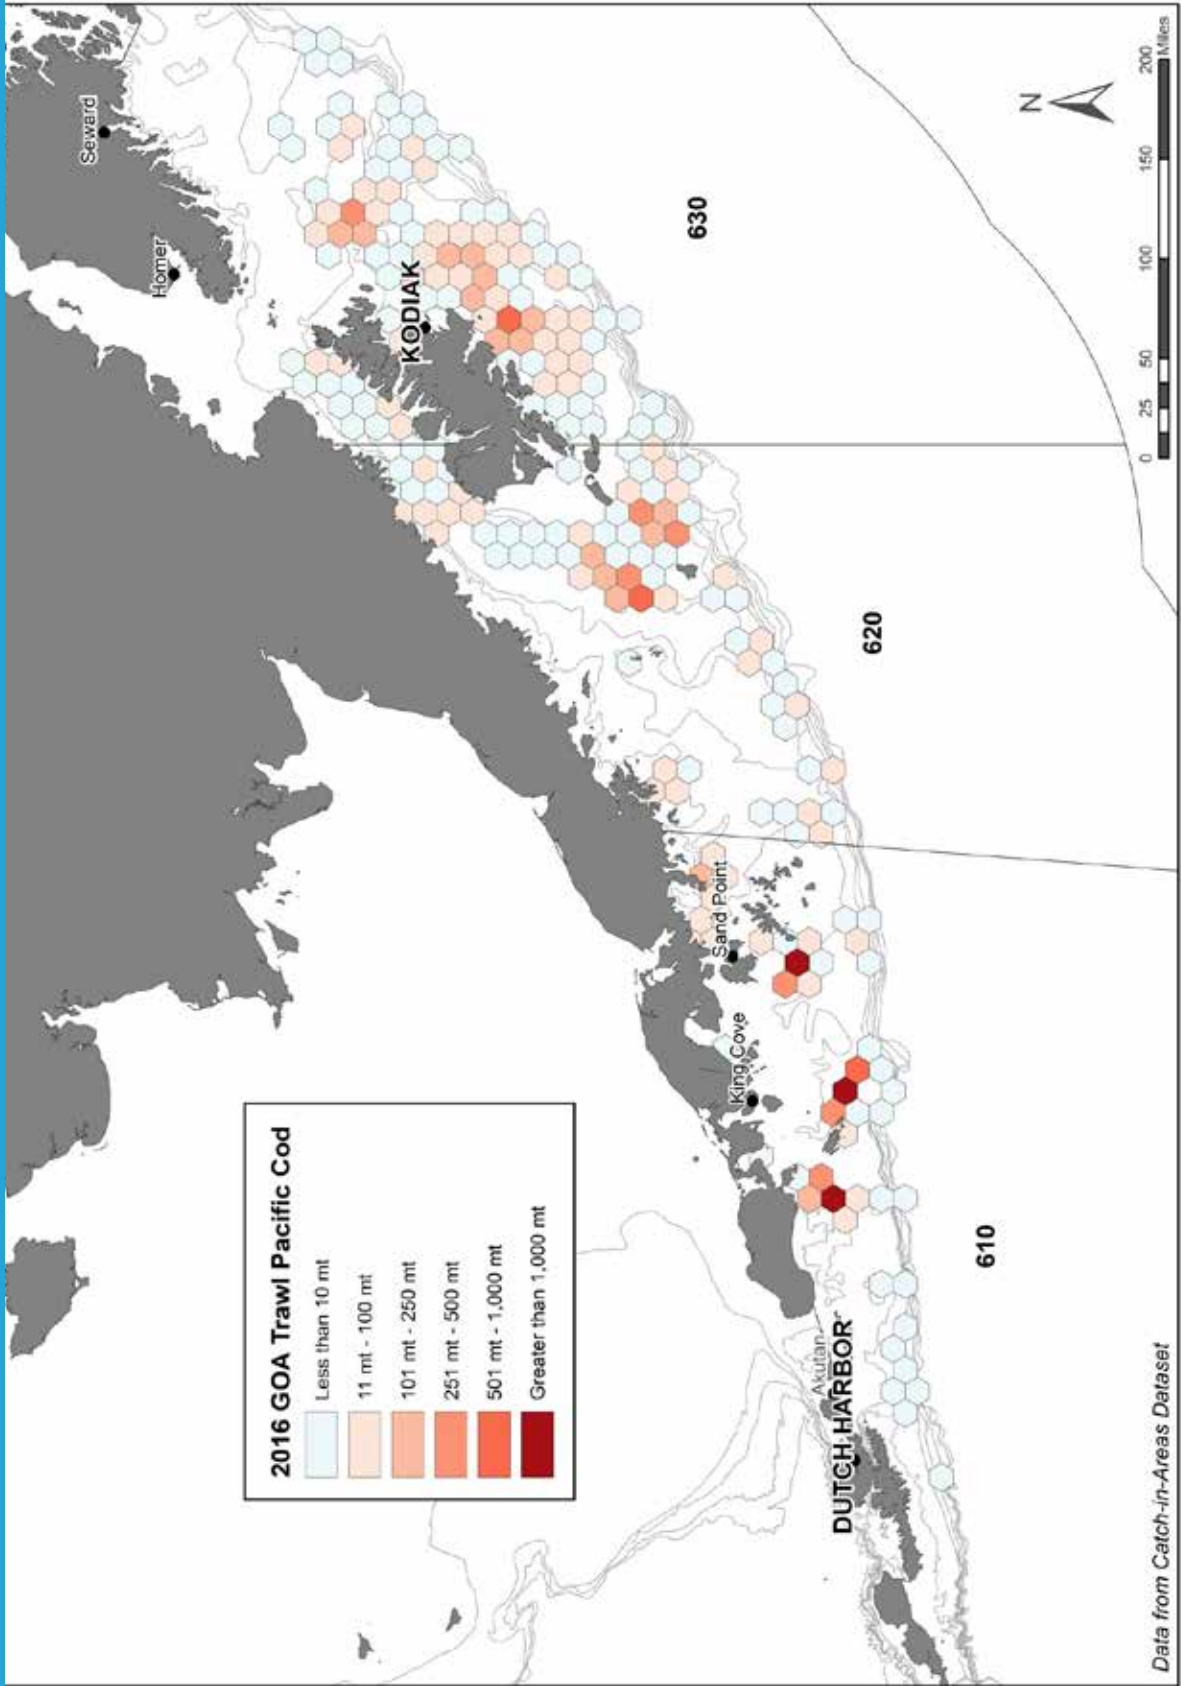 2016 GOA Trawl Pacific Cod
Less than 10 mt
11 mt - 100 mt
101 mt - 250 mt
251 mt - 500 mt
501 mt - 1,000 mt
Greater than 1,000 mt
Seward
Homer
KODIAK
Sand Point
King Cove
Akutan
DUTCH HARBOR
630
620
610
N
0 25 50 100 150 200
Miles
Data from Catch-in-Areas Dataset